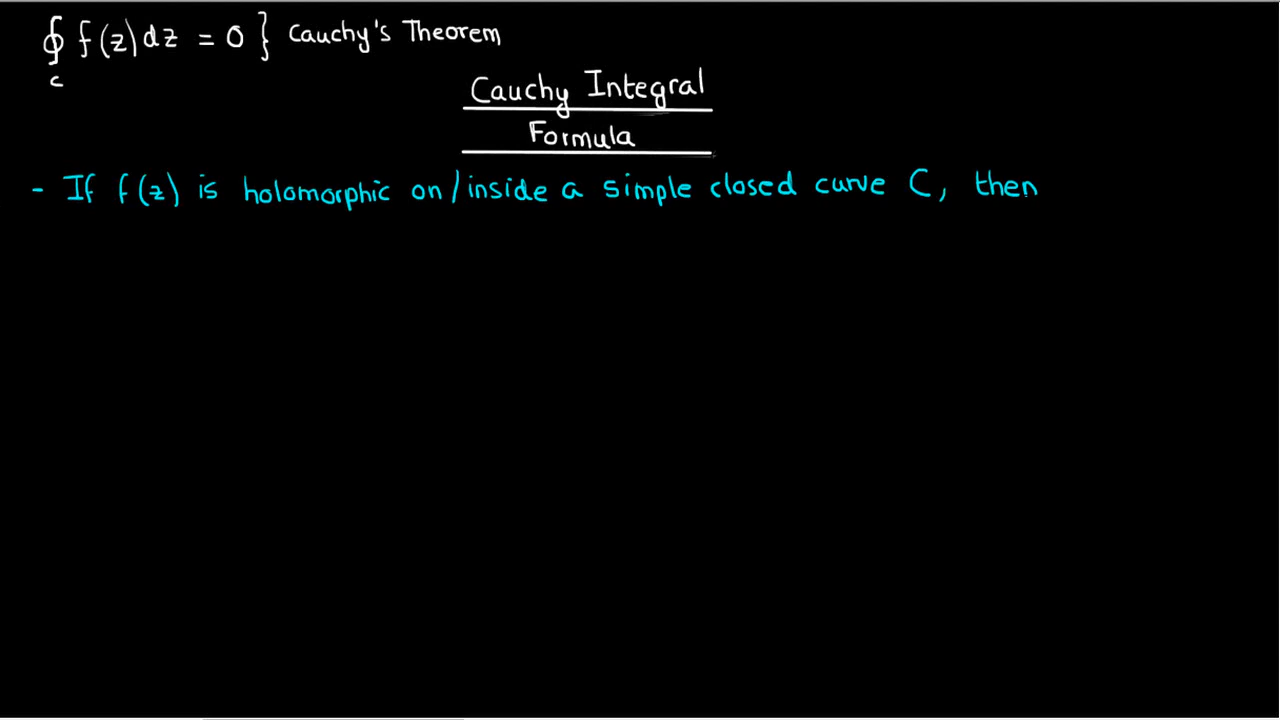 ∮_c f(z)dz = 0 } Cauchy's Theorem
Cauchy Integral
Formula
- If f(z) is holomorphic on/inside a simple closed curve C, then